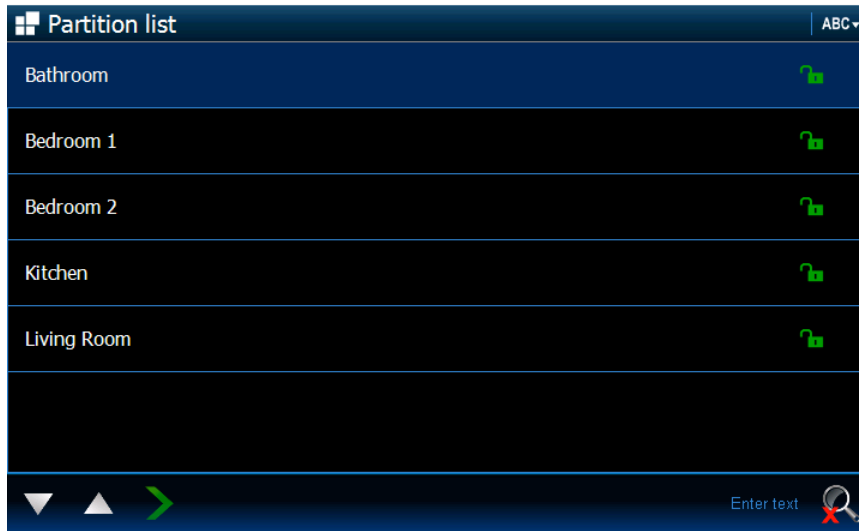 Partition list
ABC
Bathroom
Bedroom 1
Bedroom 2
Kitchen
Living Room
Enter text